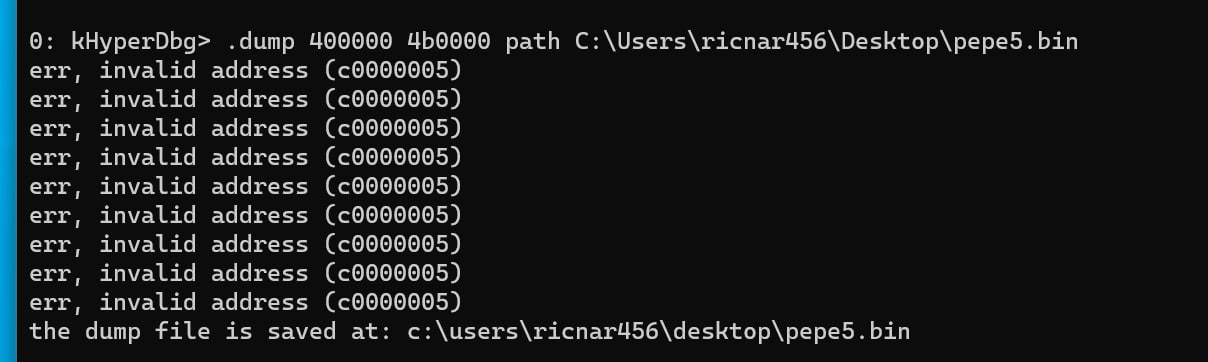 0: kHyperDbg> .dump 400000 4b0000 path C:\Users\ricnar456\Desktop\pepe5.bin
err, invalid address (c0000005)
err, invalid address (c0000005)
err, invalid address (c0000005)
err, invalid address (c0000005)
err, invalid address (c0000005)
err, invalid address (c0000005)
err, invalid address (c0000005)
err, invalid address (c0000005)
err, invalid address (c0000005)
the dump file is saved at: c:\users\ricnar456\desktop\pepe5.bin